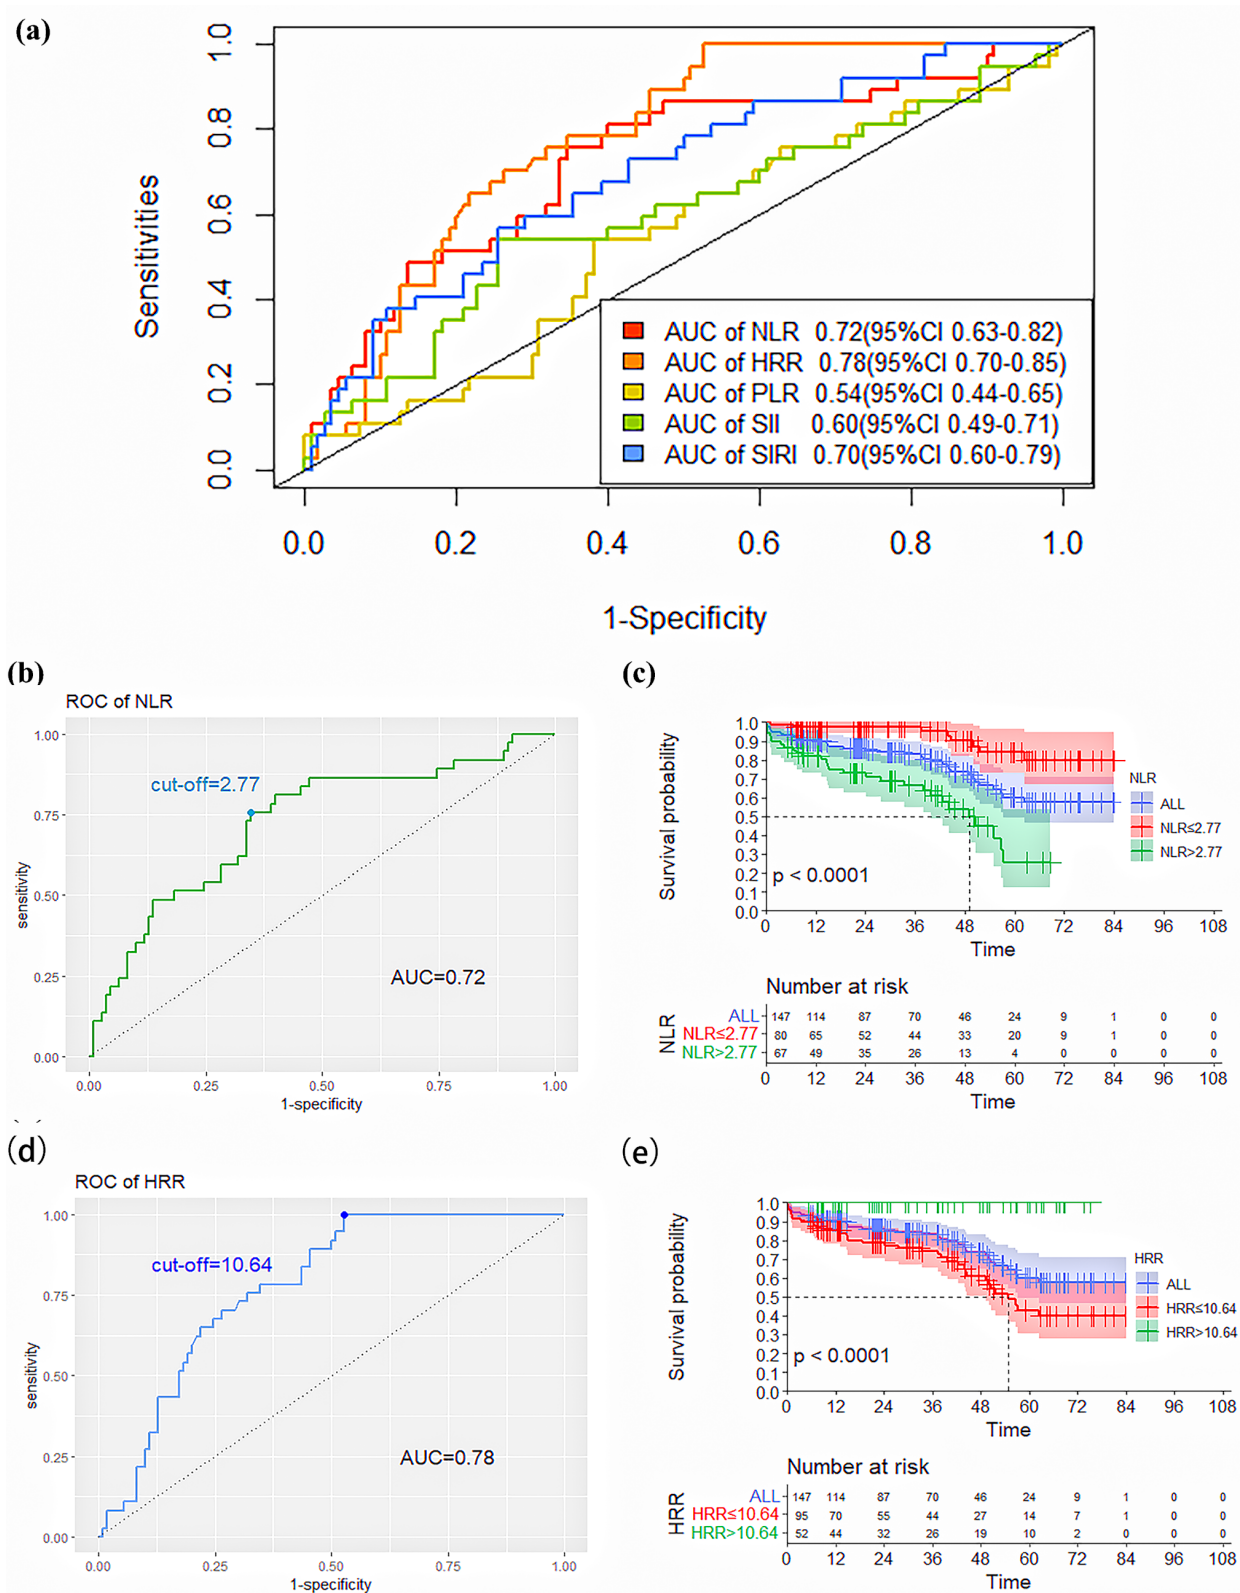 (a)
1.0
0.8
0.6
0.4
0.2
0.0
Sensitivities
AUC of NLR 0.72(95%CI 0.63-0.82)
AUC of HRR 0.78(95%CI 0.70-0.85)
AUC of PLR 0.54(95%CI 0.44-0.65)
AUC of SII 0.60(95%CI 0.49-0.71)
AUC of SIRI 0.70(95%CI 0.60-0.79)
0.0 0.2 0.4 0.6 0.8 1.0
1-Specificity
(b)
ROC of NLR
1.00
0.75
0.50
0.25
0.00
sensitivity
cut-off=2.77
AUC=0.72
0.00 0.25 0.50 0.75 1.00
1-specificity
(c)
Survival probability
1.0
0.9
0.8
0.7
0.6
0.5
0.4
0.3
0.2
0.1
0.0
p < 0.0001
0 12 24 36 48 60 72 84 96 108
Time
NLR
ALL
NLR≤2.77
NLR>2.77
Number at risk
NLR
ALL 147 114 87 70 46 24 9 1 0 0
NLR≤2.77 80 65 52 44 33 20 9 1 0 0
NLR>2.77 67 49 35 26 13 4 0 0 0 0
0 12 24 36 48 60 72 84 96 108
Time
(d)
ROC of HRR
1.00
0.75
0.50
0.25
0.00
sensitivity
cut-off=10.64
AUC=0.78
0.00 0.25 0.50 0.75 1.00
1-specificity
(e)
Survival probability
1.0
0.9
0.8
0.7
0.6
0.5
0.4
0.3
0.2
0.1
0.0
p < 0.0001
0 12 24 36 48 60 72 84 96 108
Time
HRR
ALL
HRR≤10.64
HRR>10.64
Number at risk
HRR
ALL 147 114 87 70 46 24 9 1 0 0
HRR≤10.64 95 70 55 44 27 14 7 1 0 0
HRR>10.64 52 44 32 26 19 10 2 0 0 0
0 12 24 36 48 60 72 84 96 108
Time